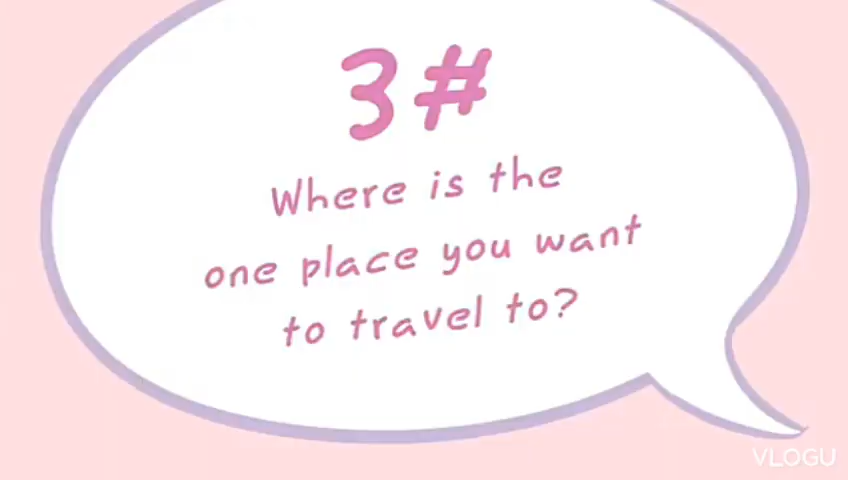 3#
Where is the
one place you want
to travel to?
VLOGU